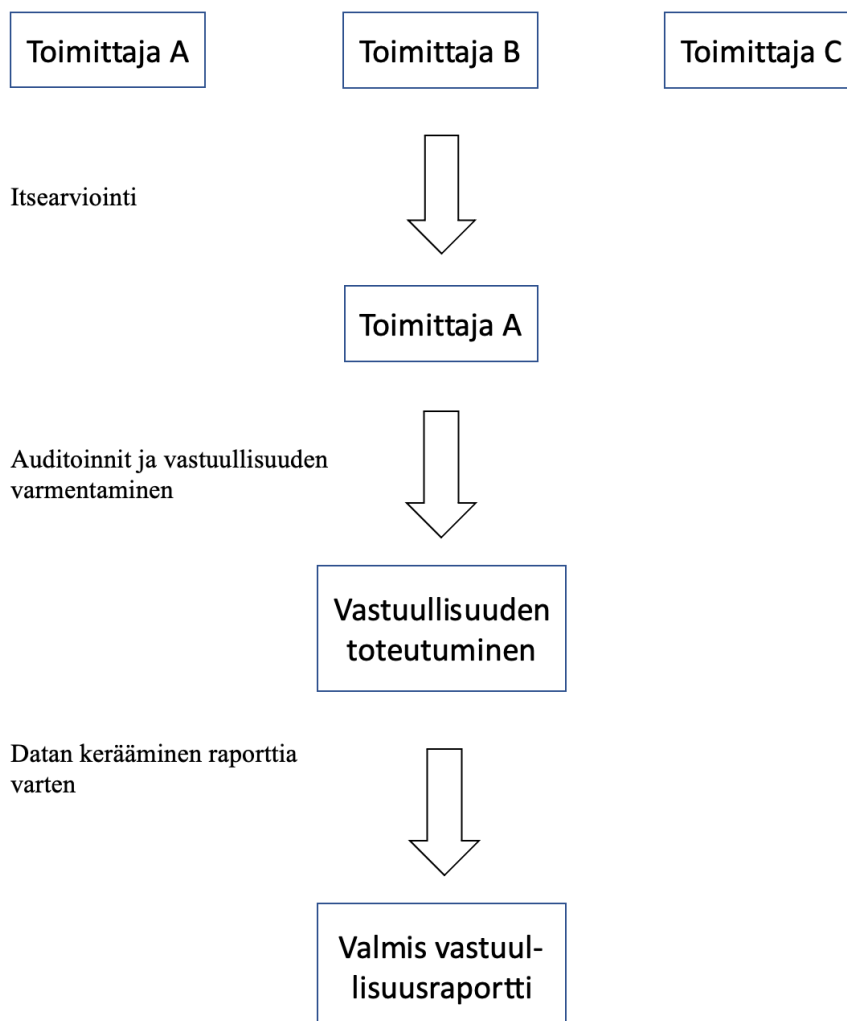 Toimittaja A
Toimittaja B
Toimittaja C
Itsearviointi
Toimittaja A
Auditoinnit ja vastuullisuuden
varmentaminen
Vastuullisuuden
toteutuminen
Datan kerääminen raporttia
varten
Valmis vastuul-
lisuusraportti